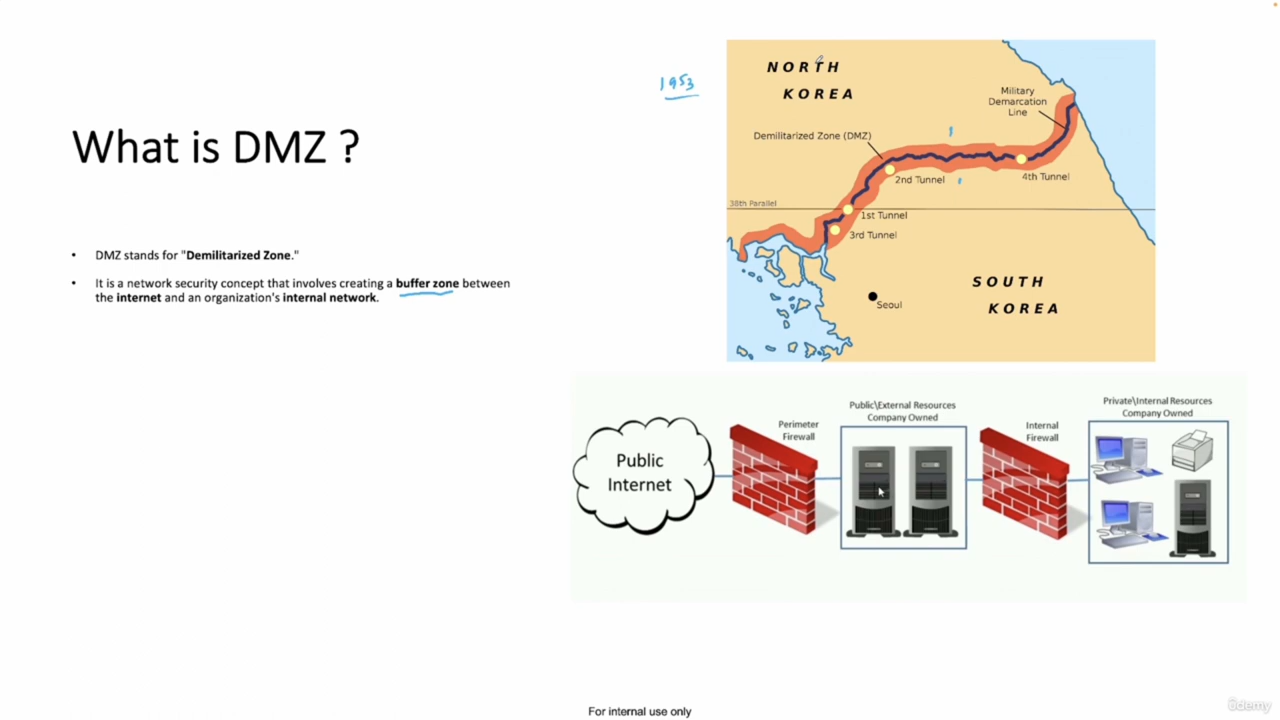 What is DMZ ?
• DMZ stands for "Demilitarized Zone."
• It is a network security concept that involves creating a buffer zone between
the internet and an organization's internal network.
1953
NORTH
KOREA
Military
Demarcation
Line
Demilitarized Zone (DMZ)
2nd Tunnel
4th Tunnel
38th Parallel
1st Tunnel
3rd Tunnel
SOUTH
KOREA
Seoul
Public
Internet
Perimeter
Firewall
Public\External Resources
Company Owned
Internal
Firewall
Private\Internal Resources
Company Owned
For internal use only
ûdemy